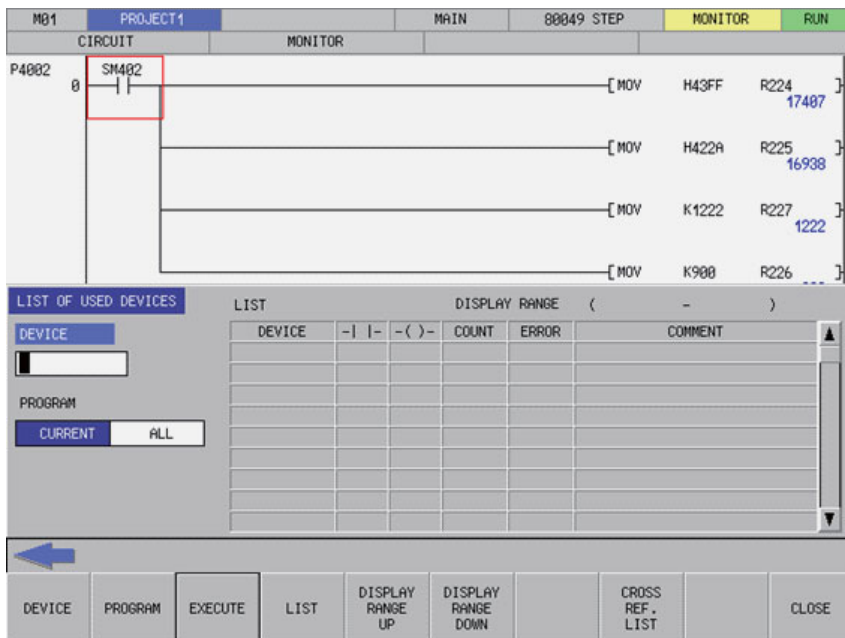 M01 PROJECT1 MAIN 80049 STEP MONITOR RUN
CIRCUIT MONITOR
P4002 SM402
0 MOV H43FF R224
17407
MOV H422A R225
16938
MOV K1222 R227
1222
MOV K900 R226
LIST OF USED DEVICES LIST DISPLAY RANGE ( - )
DEVICE DEVICE -| |- -( )- COUNT ERROR COMMENT
PROGRAM
CURRENT ALL
DEVICE PROGRAM EXECUTE LIST DISPLAY RANGE UP DISPLAY RANGE DOWN CROSS REF. LIST CLOSE